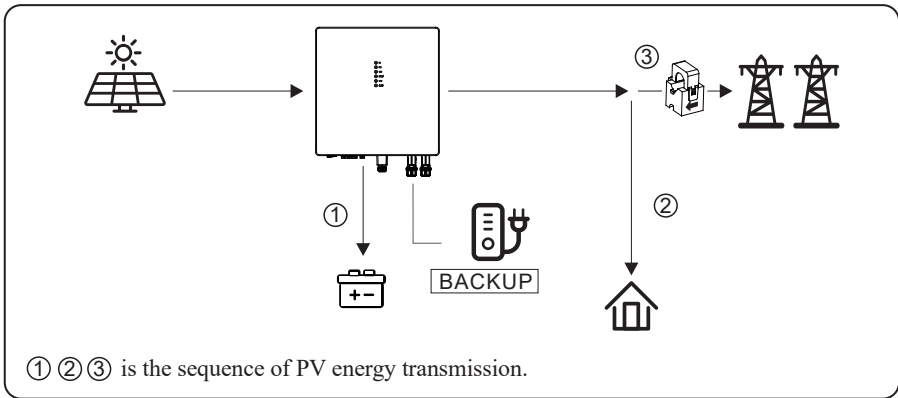 ③
①
②
+ −
BACKUP
① ② ③ is the sequence of PV energy transmission.